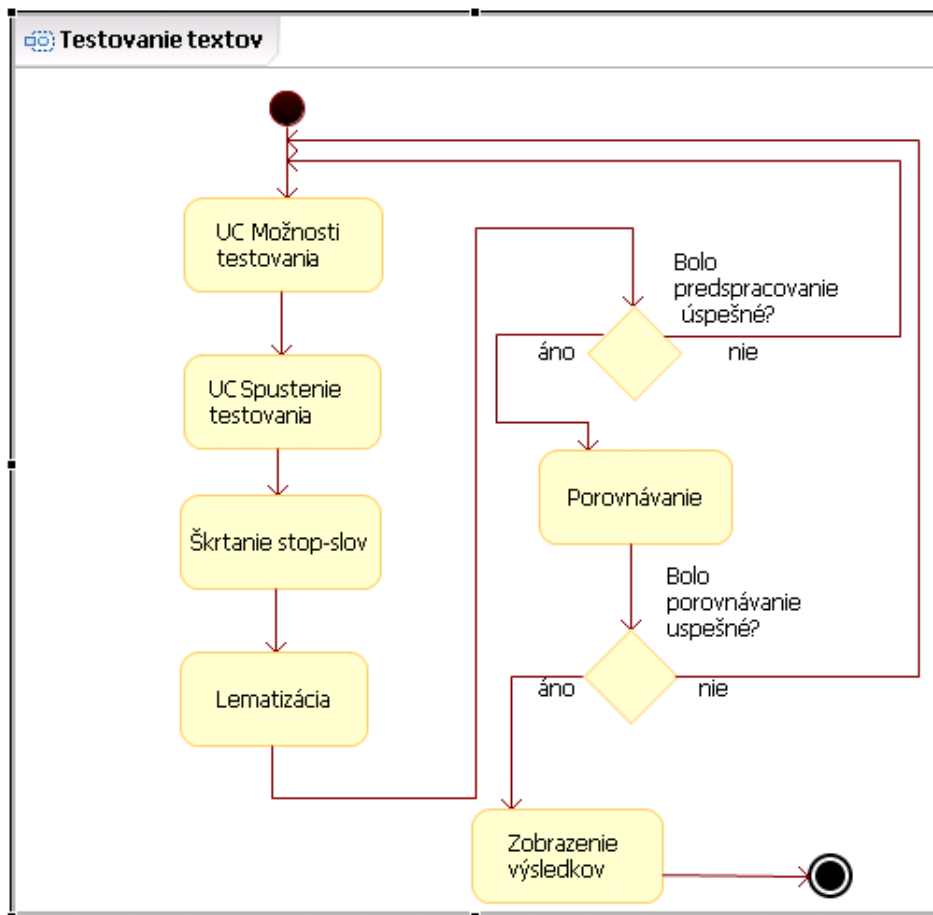 Testovanie textov
UC Možnosti
testovania
UC Spustenie
testovania
Škrtanie stop-slov
Lematizácia
Bolo
predspracovanie
úspešné?
áno
nie
Porovnávanie
Bolo
porovnávanie
uspešné?
áno
nie
Zobrazenie
výsledkov